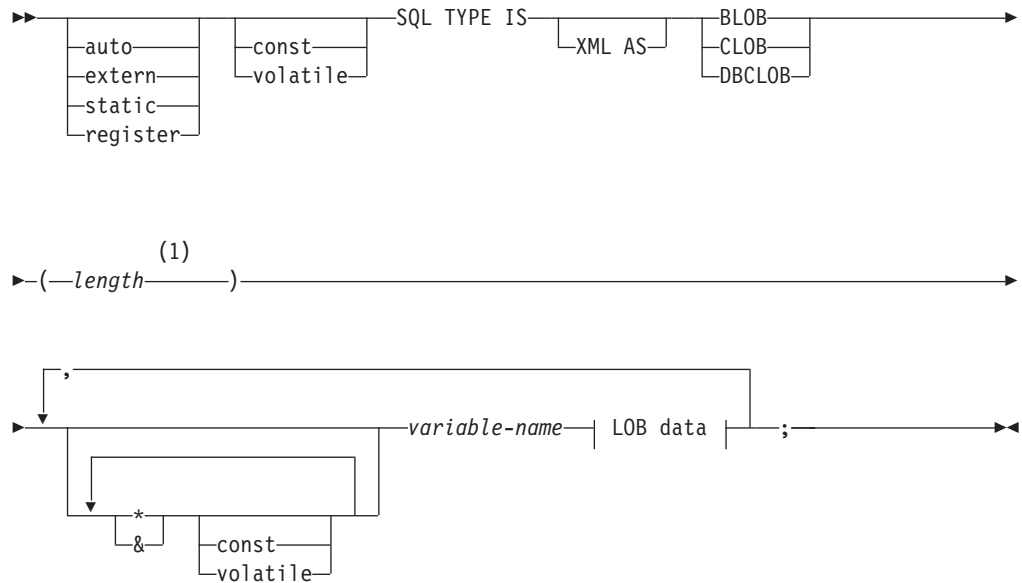 SQL TYPE IS BLOB
auto const XML AS CLOB
extern volatile DBCLOB
static
register
(1)
( length )
,
variable-name LOB data ;
*
& const
volatile